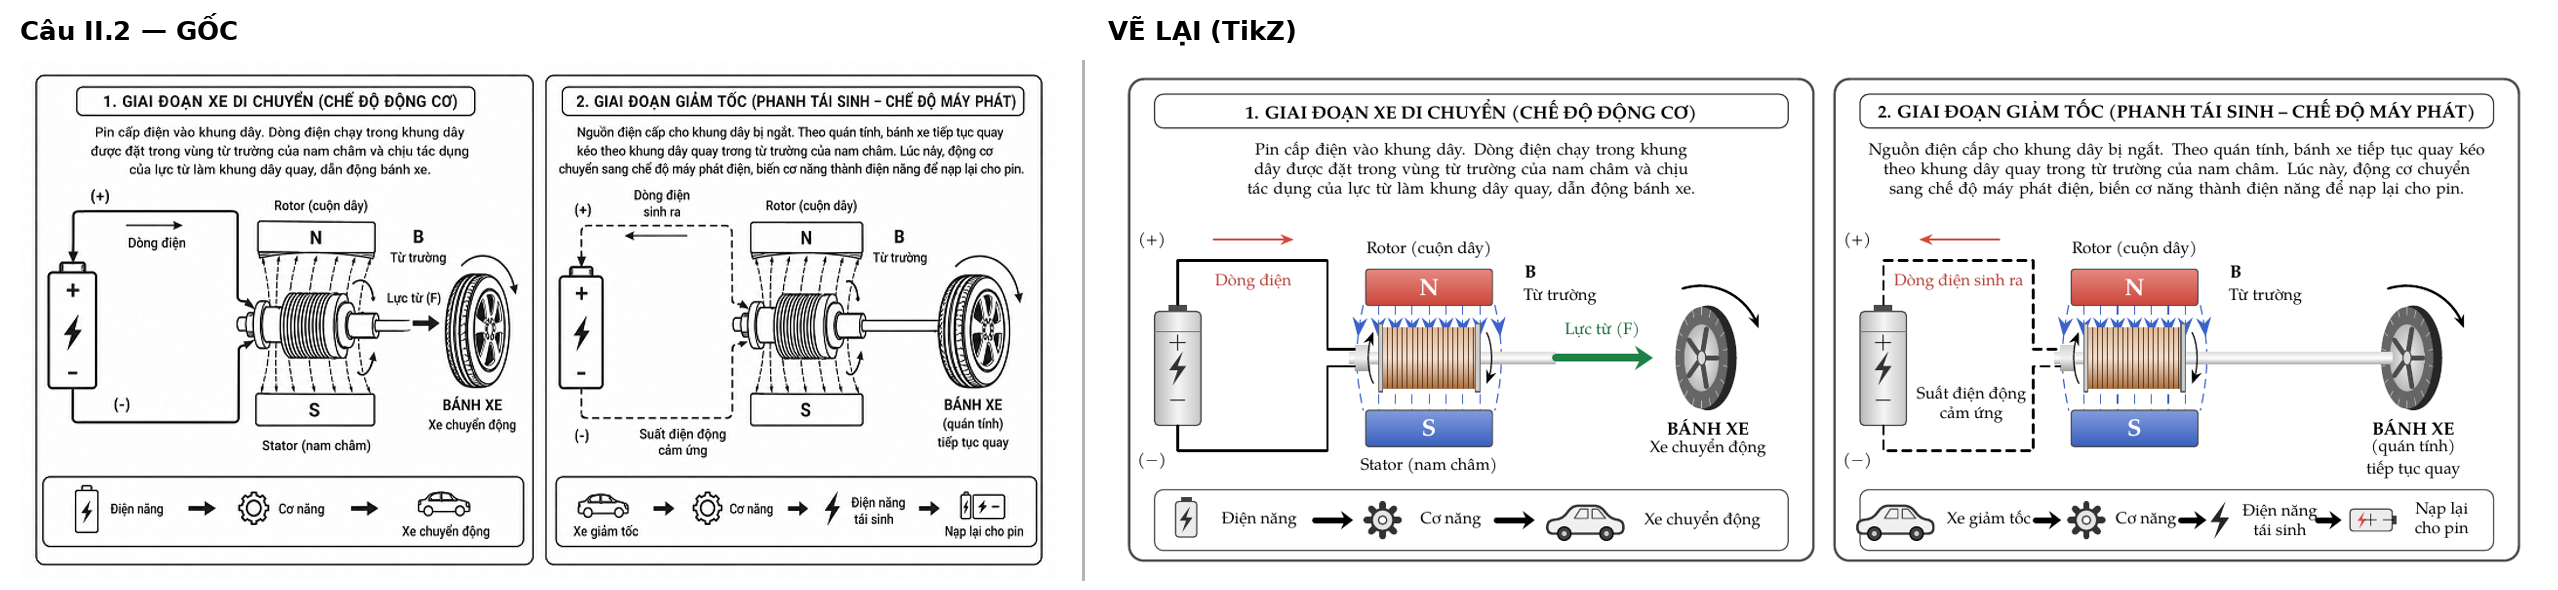 Câu II.2 — GỐC
1. GIAI ĐOẠN XE DI CHUYỂN (CHẾ ĐỘ ĐỘNG CƠ)
Pin cấp điện vào khung dây. Dòng điện chạy trong khung dây
được đặt trong vùng từ trường của nam châm và chịu tác dụng
của lực từ làm khung dây quay, dẫn động bánh xe.
(+)
Dòng điện
Rotor (cuộn dây)
N
B
Từ trường
+
-
Lực từ (F)
(-)
S
Stator (nam châm)
BÁNH XE
Xe chuyển động
Điện năng
Cơ năng
Xe chuyển động
2. GIAI ĐOẠN GIẢM TỐC (PHANH TÁI SINH – CHẾ ĐỘ MÁY PHÁT)
Nguồn điện cấp cho khung dây bị ngắt. Theo quán tính, bánh xe tiếp tục quay
kéo theo khung dây quay trong từ trường của nam châm. Lúc này, động cơ
chuyển sang chế độ máy phát điện, biến cơ năng thành điện năng để nạp lại cho pin.
(+)
Dòng điện
sinh ra
Rotor (cuộn dây)
N
B
Từ trường
+
-
(-)
Suất điện động
cảm ứng
S
BÁNH XE
(quán tính)
tiếp tục quay
Xe giảm tốc
Cơ năng
Điện năng
tái sinh
-
Nạp lại cho pin
VẼ LẠI (TikZ)
1. GIAI ĐOẠN XE DI CHUYỂN (CHẾ ĐỘ ĐỘNG CƠ)
Pin cấp điện vào khung dây. Dòng điện chạy trong khung
dây được đặt trong vùng từ trường của nam châm và chịu
tác dụng của lực từ làm khung dây quay, dẫn động bánh xe.
(+)
Dòng điện
Rotor (cuộn dây)
N
B
Từ trường
+
−
Lực từ (F)
S
(−)
Stator (nam châm)
BÁNH XE
Xe chuyển động
Điện năng
Cơ năng
Xe chuyển động
2. GIAI ĐOẠN GIẢM TỐC (PHANH TÁI SINH – CHẾ ĐỘ MÁY PHÁT)
Nguồn điện cấp cho khung dây bị ngắt. Theo quán tính, bánh xe tiếp tục quay kéo
theo khung dây quay trong từ trường của nam châm. Lúc này, động cơ chuyển
sang chế độ máy phát điện, biến cơ năng thành điện năng để nạp lại cho pin.
(+)
Dòng điện sinh ra
Rotor (cuộn dây)
N
B
Từ trường
+
−
Suất điện động
cảm ứng
S
(−)
BÁNH XE
(quán tính)
tiếp tục quay
Xe giảm tốc
Cơ năng
Điện năng
tái sinh
+
Nạp lại
cho pin